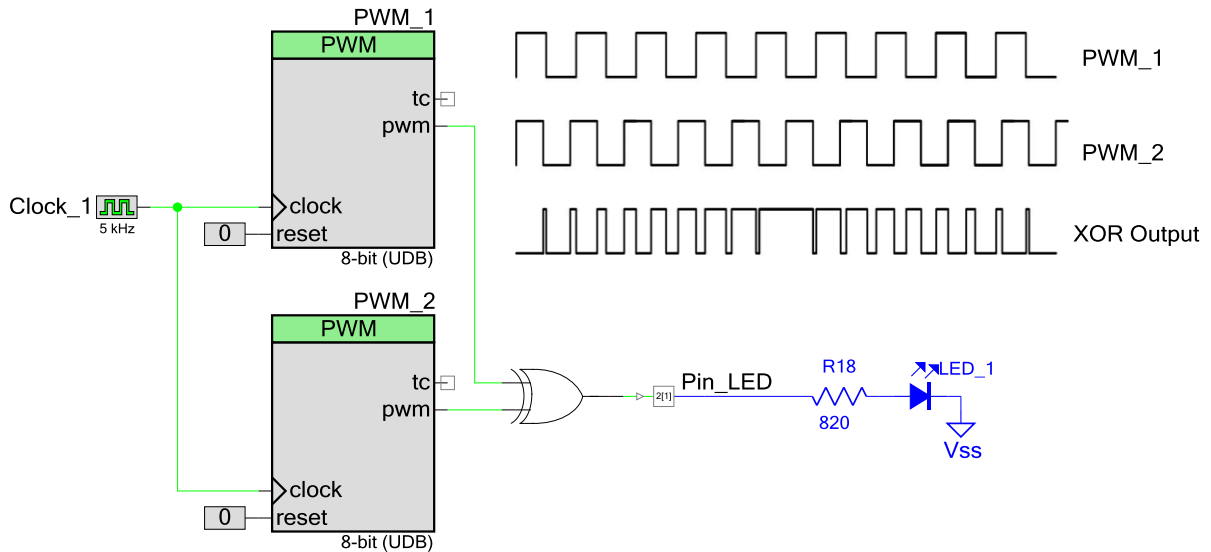 PWM_1
PWM
tc
pwm
clock
0
reset
8-bit (UDB)
Clock_1
5 kHz
PWM_2
PWM
tc
pwm
clock
0
reset
8-bit (UDB)
PWM_1
PWM_2
XOR Output
2[1]
Pin_LED
R18
820
LED_1
Vss